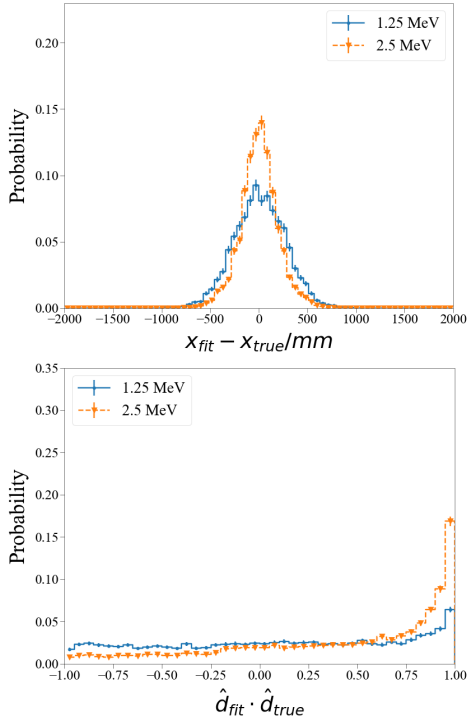 1.25 MeV
2.5 MeV
0.20
0.15
0.10
0.05
0.00
Probability
−2000 −1500 −1000 −500 0 500 1000 1500 2000
x_fit − x_true/mm
0.35
1.25 MeV
2.5 MeV
0.30
0.25
0.20
0.15
0.10
0.05
0.00
Probability
−1.00 −0.75 −0.50 −0.25 0.00 0.25 0.50 0.75 1.00
d̂_fit · d̂_true